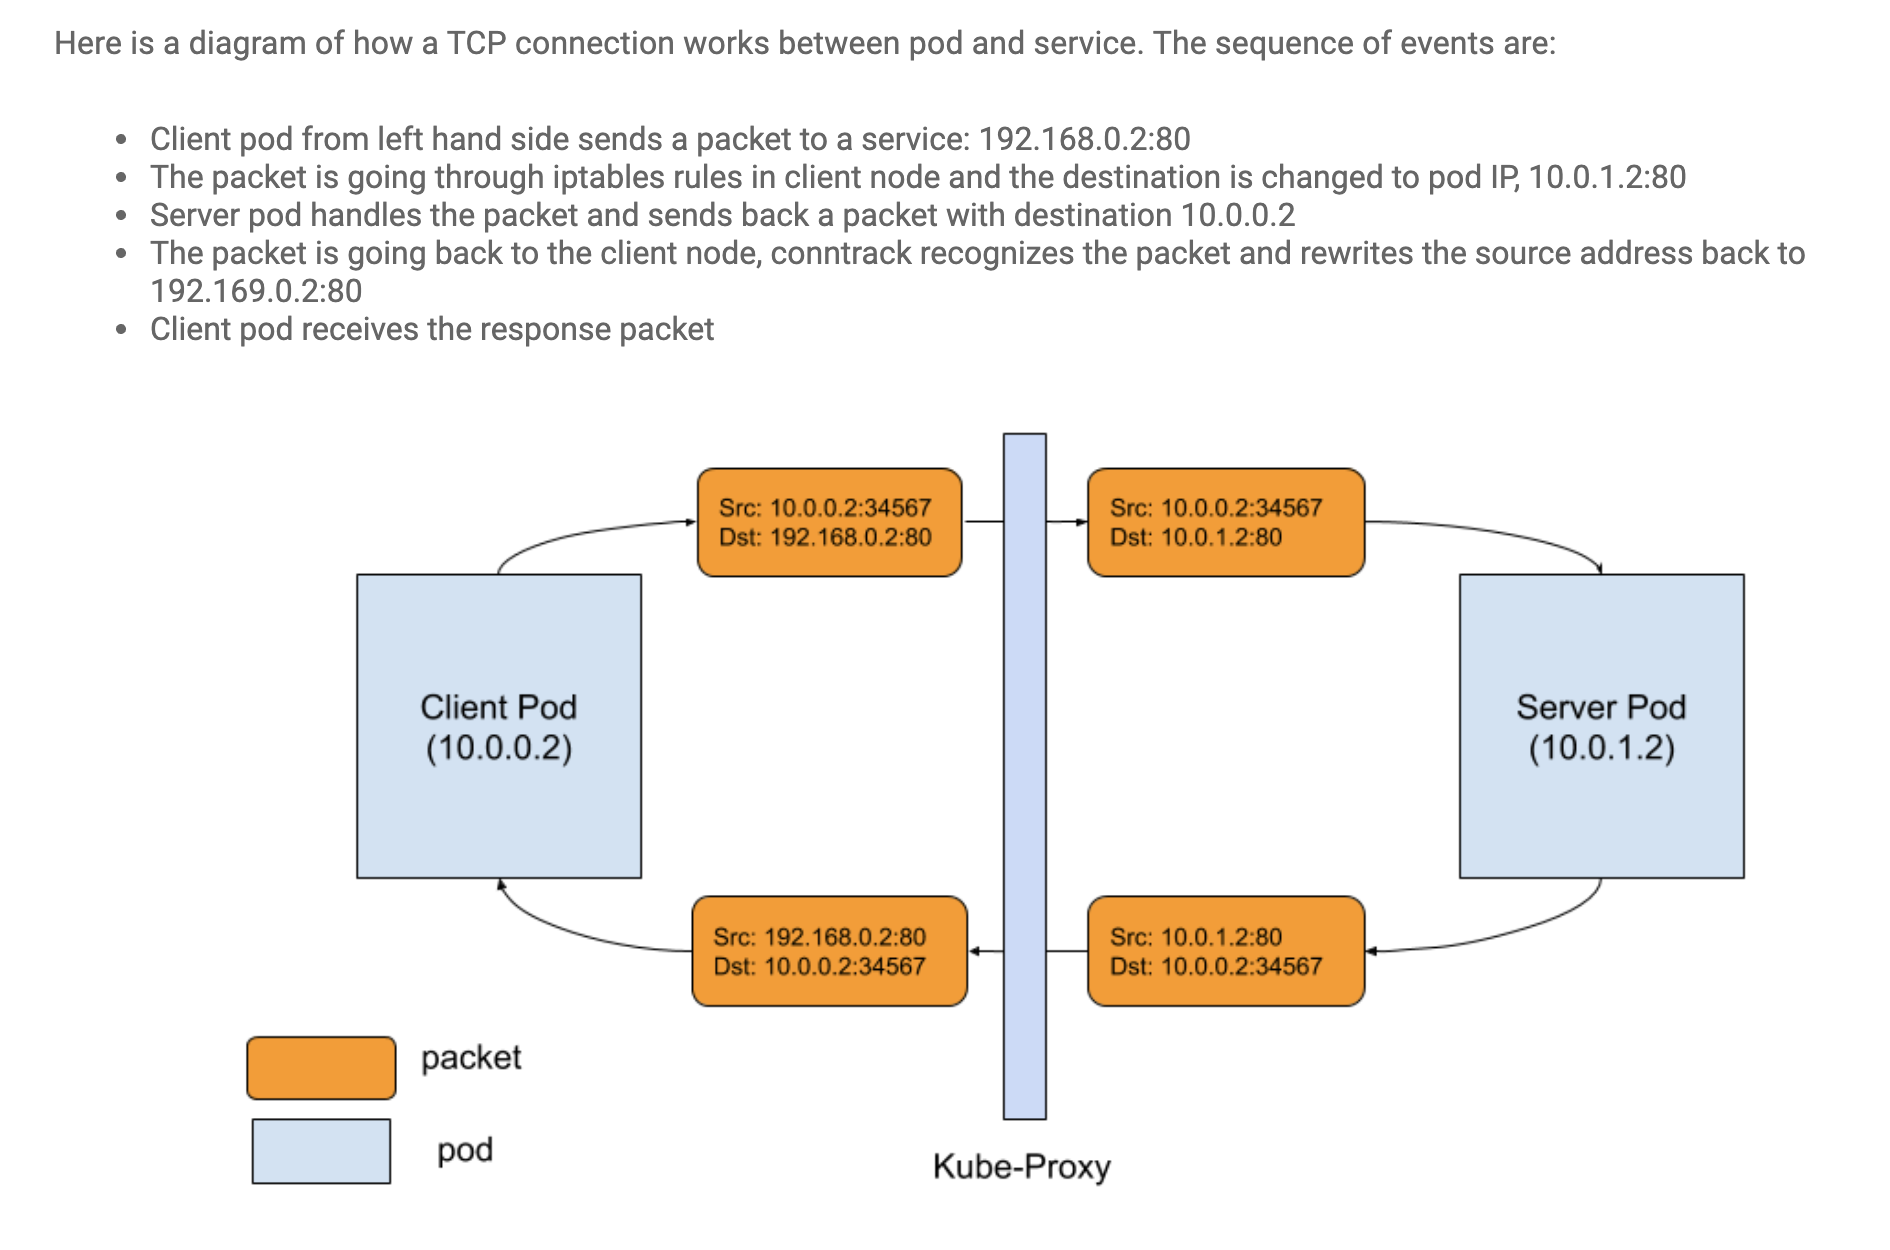 Here is a diagram of how a TCP connection works between pod and service. The sequence of events are:
• Client pod from left hand side sends a packet to a service: 192.168.0.2:80
• The packet is going through iptables rules in client node and the destination is changed to pod IP, 10.0.1.2:80
• Server pod handles the packet and sends back a packet with destination 10.0.0.2
• The packet is going back to the client node, conntrack recognizes the packet and rewrites the source address back to
192.169.0.2:80
• Client pod receives the response packet
Src: 10.0.0.2:34567
Dst: 192.168.0.2:80
Src: 10.0.0.2:34567
Dst: 10.0.1.2:80
Client Pod
(10.0.0.2)
Server Pod
(10.0.1.2)
Src: 192.168.0.2:80
Dst: 10.0.0.2:34567
Src: 10.0.1.2:80
Dst: 10.0.0.2:34567
packet
pod
Kube-Proxy